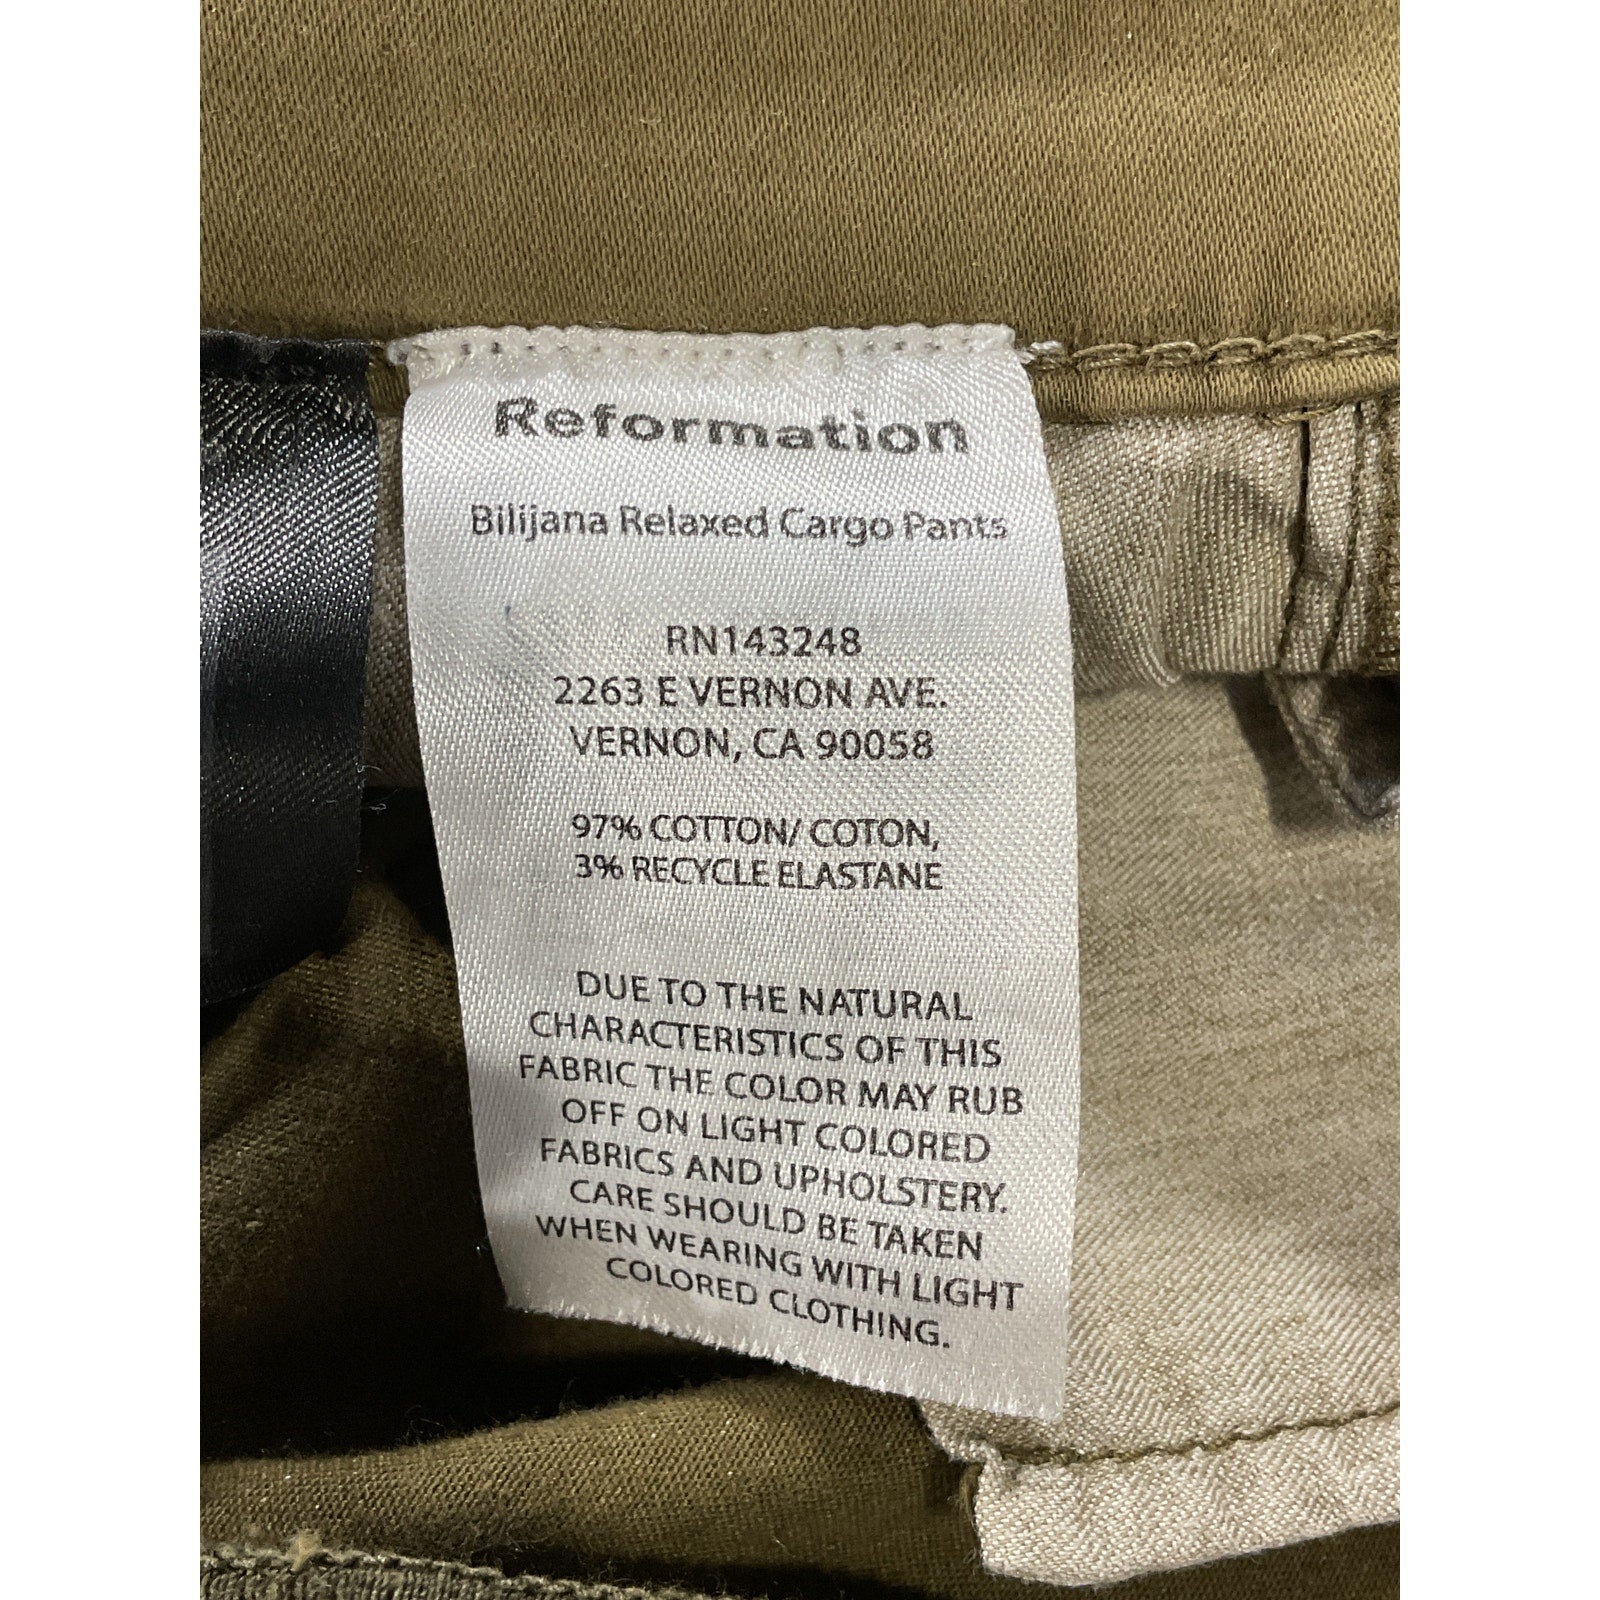 Reformation
Bilijana Relaxed Cargo Pants
RN143248
2263 E VERNON AVE.
VERNON, CA 90058
97% COTTON/ COTON,
3% RECYCLE ELASTANE
DUE TO THE NATURAL
CHARACTERISTICS OF THIS
FABRIC THE COLOR MAY RUB
OFF ON LIGHT COLORED
FABRICS AND UPHOLSTERY.
CARE SHOULD BE TAKEN
WHEN WEARING WITH LIGHT
COLORED CLOTHING.